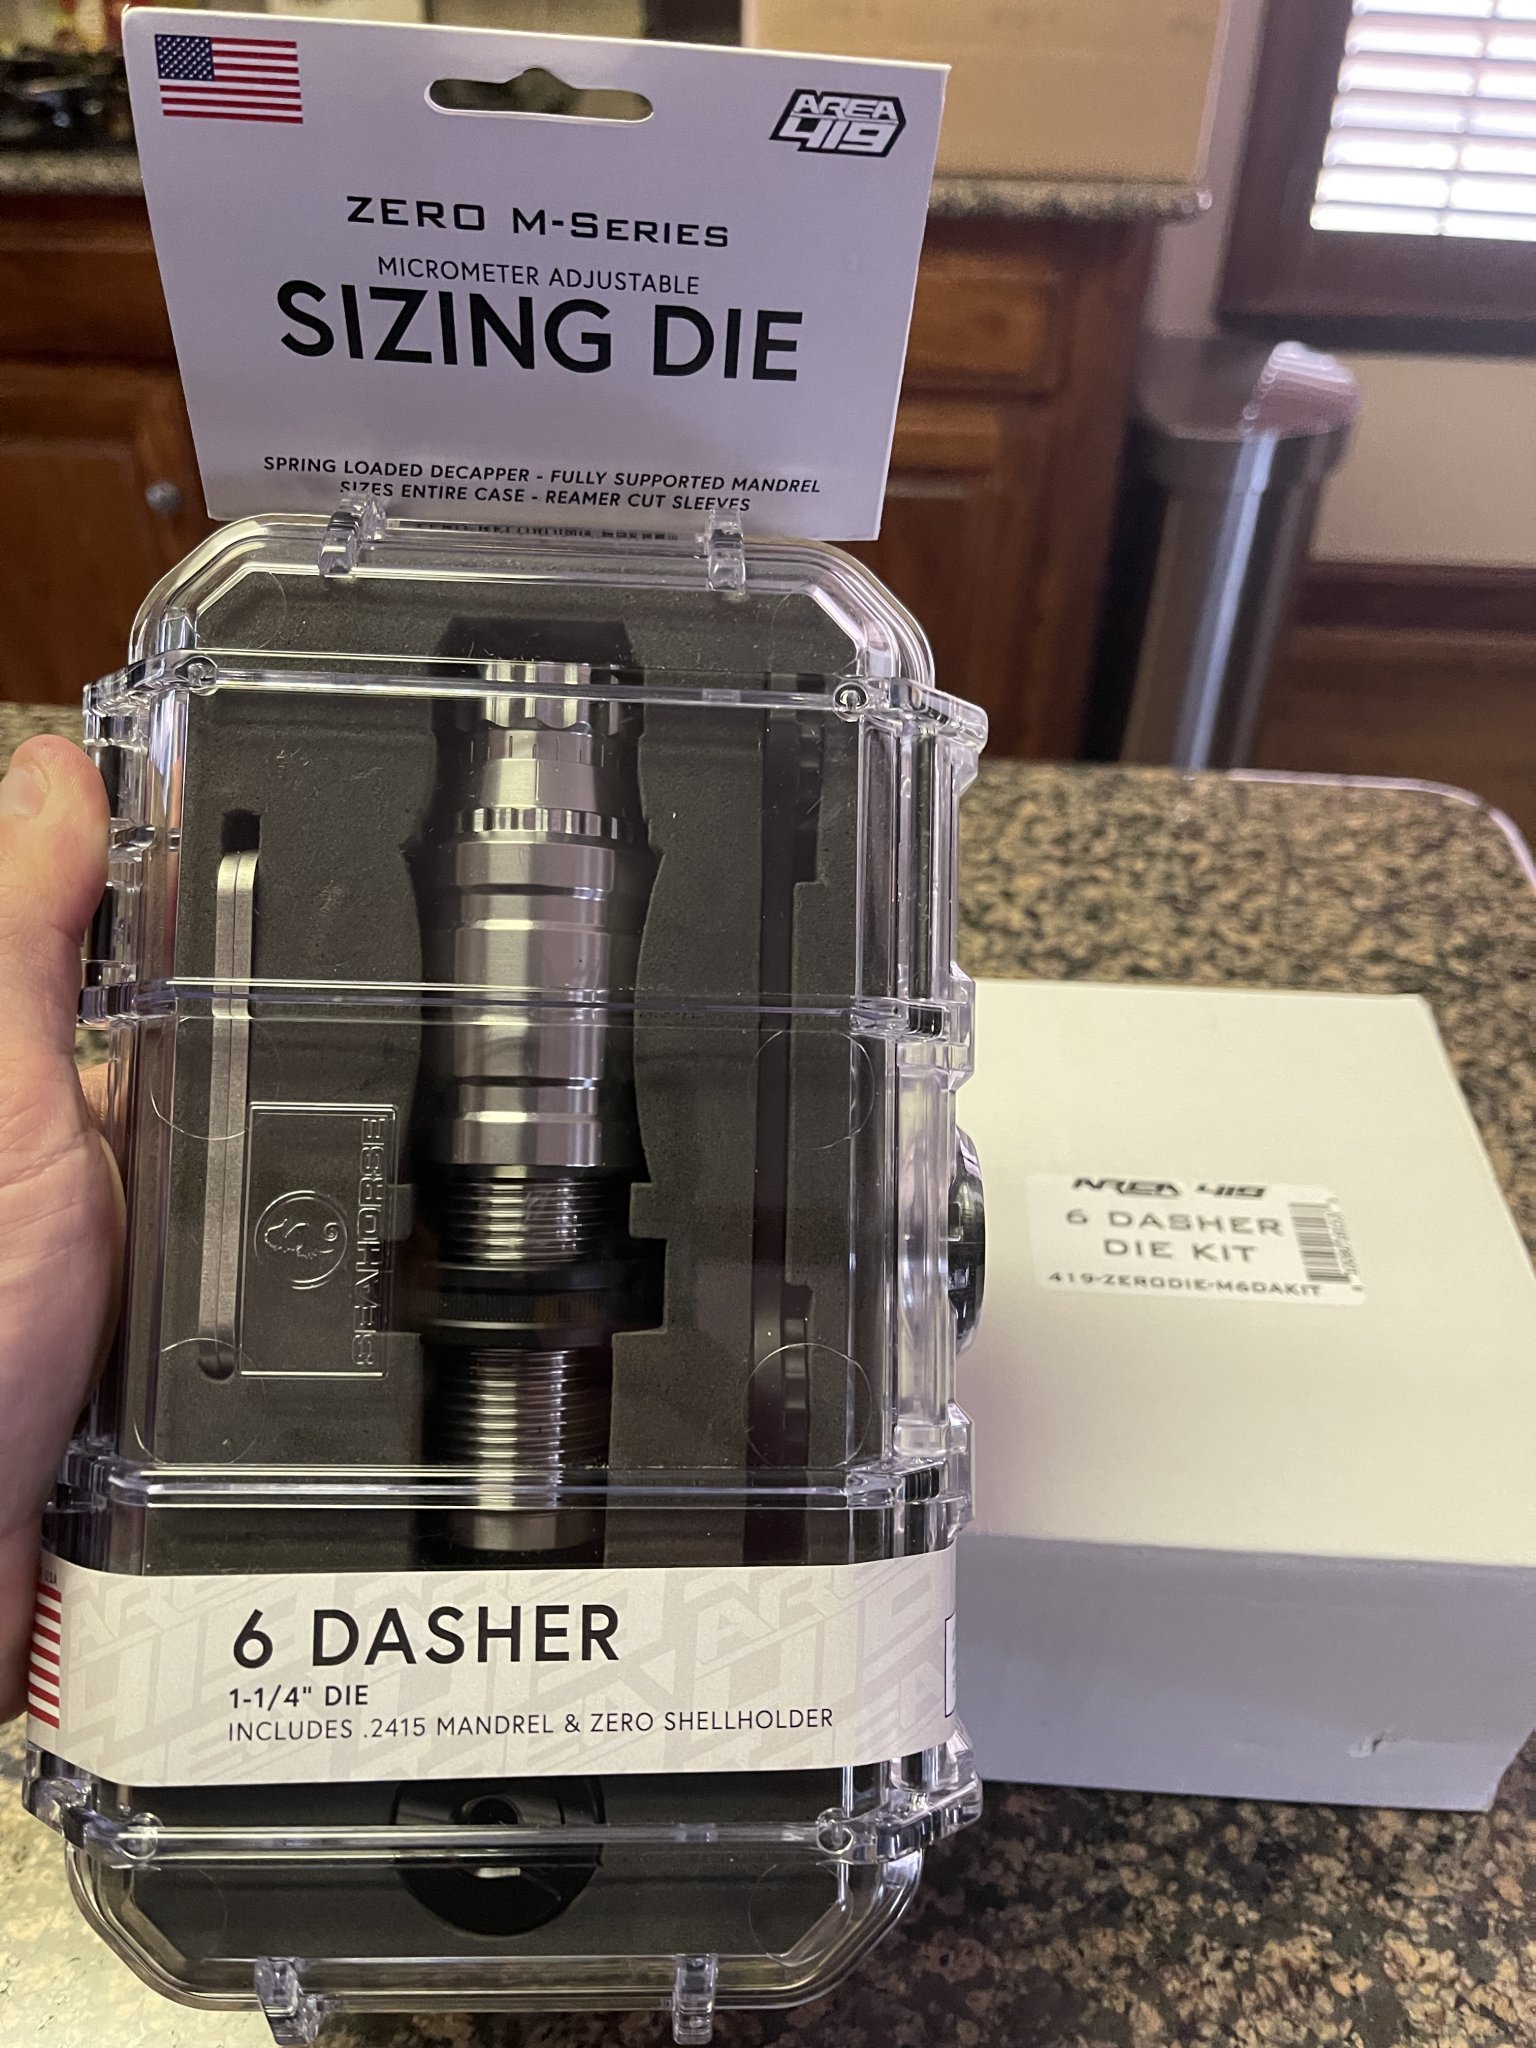 AREA
419
ZERO M-SERIES
MICROMETER ADJUSTABLE
SIZING DIE
SPRING LOADED DECAPPER - FULLY SUPPORTED MANDREL
SIZES ENTIRE CASE - REAMER CUT SLEEVES
SEAHORSE
6 DASHER
1-1/4" DIE
INCLUDES .2415 MANDREL & ZERO SHELLHOLDER
AREA 419
6 DASHER
DIE KIT
419-ZERODIE-M6DAKIT